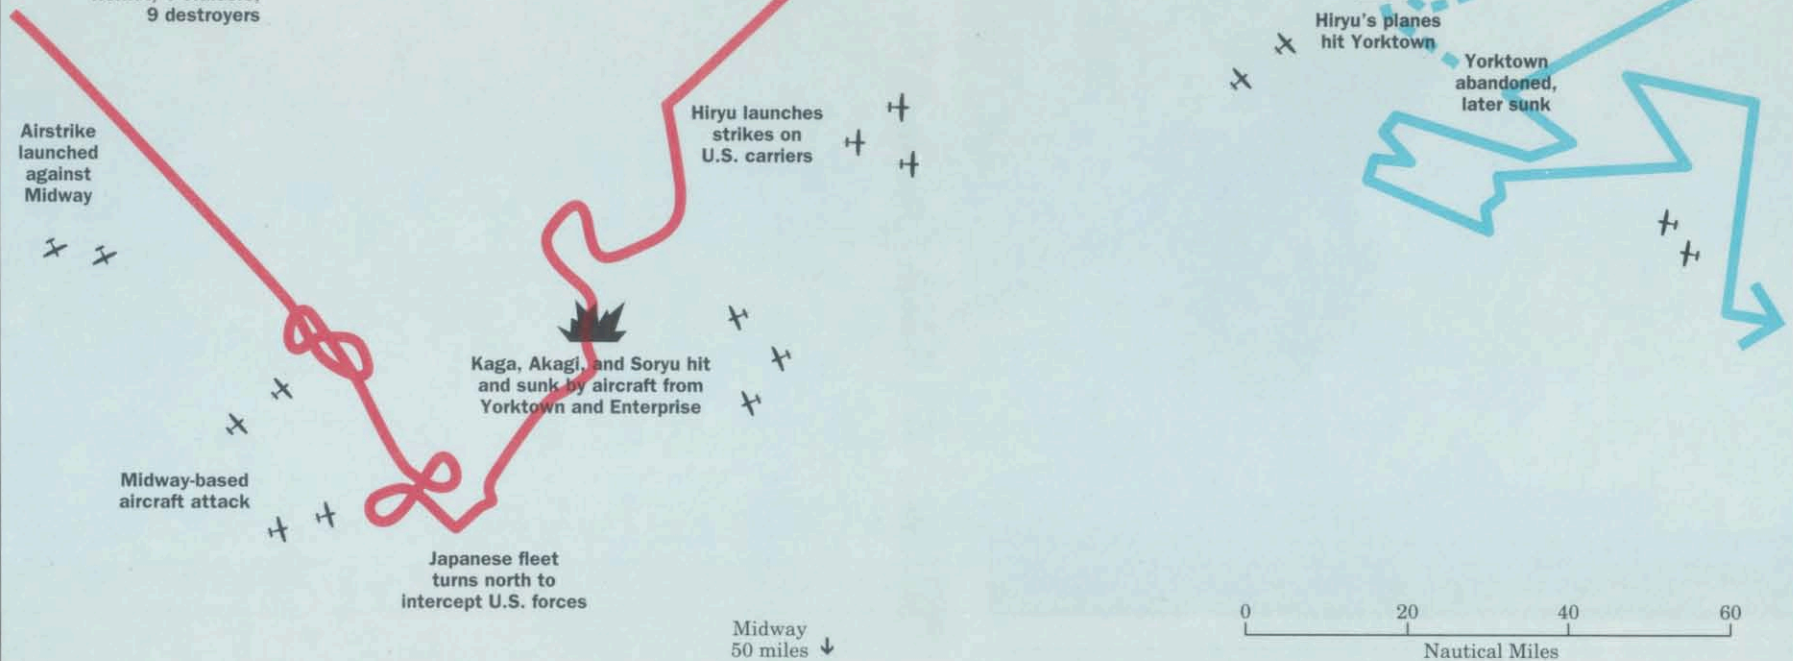 9 destroyers
Airstrike
launched
against
Midway
Hiryu launches
strikes on
U.S. carriers
Hiryu's planes
hit Yorktown
Yorktown
abandoned,
later sunk
Kaga, Akagi, and Soryu hit
and sunk by aircraft from
Yorktown and Enterprise
Midway-based
aircraft attack
Japanese fleet
turns north to
intercept U.S. forces
Midway
50 miles
0 20 40 60
Nautical Miles